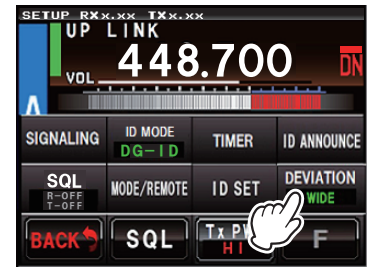 SETUP RXx.xx TXx.xx
UP LINK
VOL 448.700 DN
SIGNALING ID MODE TIMER ID ANNOUNCE
DG-ID
SQL MODE/REMOTE ID SET DEVIATION
R-OFF WIDE
T-OFF
BACK SQL Tx F
HI